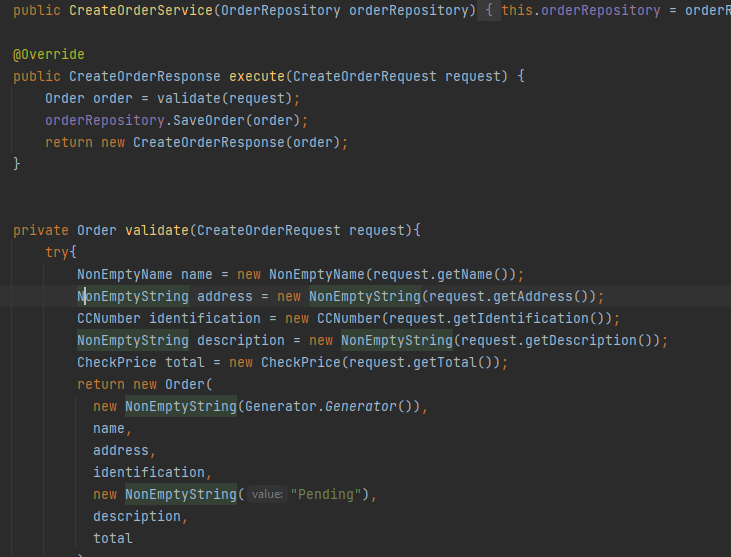 public CreateOrderService(OrderRepository orderRepository) { this.orderRepository = orderR
@Override
public CreateOrderResponse execute(CreateOrderRequest request) {
    Order order = validate(request);
    orderRepository.SaveOrder(order);
    return new CreateOrderResponse(order);
}
private Order validate(CreateOrderRequest request){
    try{
        NonEmptyName name = new NonEmptyName(request.getName());
        NonEmptyString address = new NonEmptyString(request.getAddress());
        CCNumber identification = new CCNumber(request.getIdentification());
        NonEmptyString description = new NonEmptyString(request.getDescription());
        CheckPrice total = new CheckPrice(request.getTotal());
        return new Order(
          new NonEmptyString(Generator.Generator()),
          name,
          address,
          identification,
          new NonEmptyString( value: "Pending"),
          description,
          total